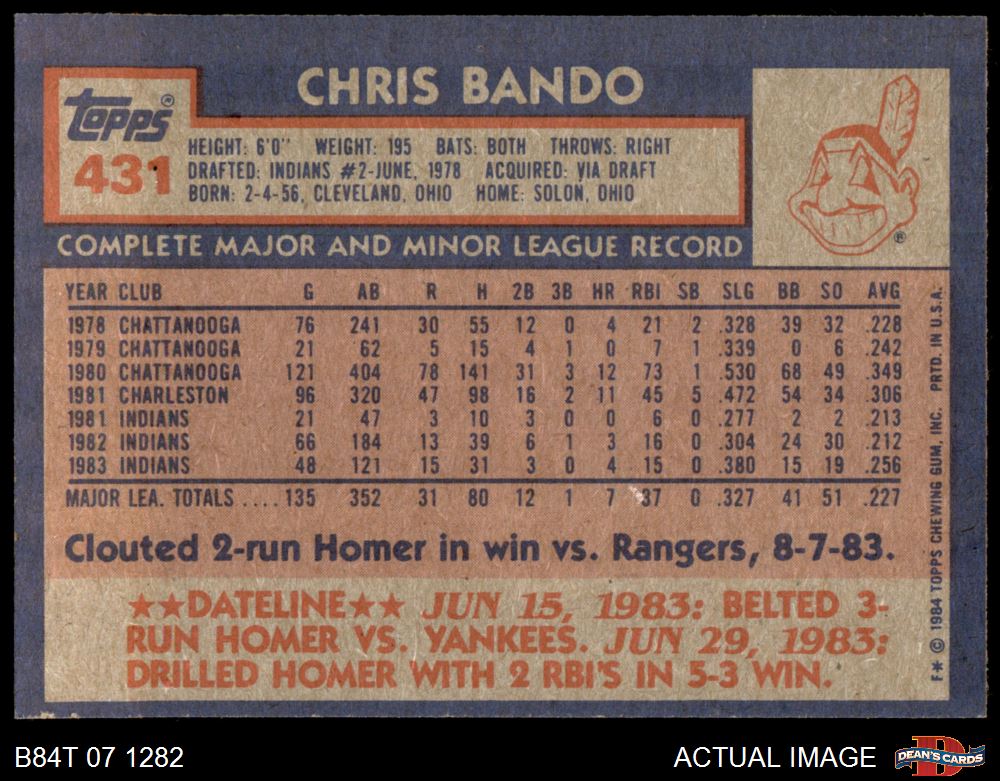 CHRIS BANDO
Topps®
431
HEIGHT: 6'0" WEIGHT: 195 BATS: BOTH THROWS: RIGHT
DRAFTED: INDIANS #2-JUNE, 1978 ACQUIRED: VIA DRAFT
BORN: 2-4-56, CLEVELAND, OHIO HOME: SOLON, OHIO
®
COMPLETE MAJOR AND MINOR LEAGUE RECORD
YEAR CLUB G AB R H 2B 3B HR RBI SB SLG BB SO AVG
1978 CHATTANOOGA 76 241 30 55 12 0 4 21 2 .328 39 32 .228
1979 CHATTANOOGA 21 62 5 15 4 1 0 7 1 .339 0 6 .242
1980 CHATTANOOGA 121 404 78 141 31 3 12 73 1 .530 68 49 .349
1981 CHARLESTON 96 320 47 98 16 2 11 45 5 .472 54 34 .306
1981 INDIANS 21 47 3 10 3 0 0 6 0 .277 2 2 .213
1982 INDIANS 66 184 13 39 6 1 3 16 0 .304 24 30 .212
1983 INDIANS 48 121 15 31 3 0 4 15 0 .380 15 19 .256
MAJOR LEA. TOTALS .... 135 352 31 80 12 1 7 37 0 .327 41 51 .227
Clouted 2-run Homer in win vs. Rangers, 8-7-83.
★★DATELINE★★ JUN 15, 1983: BELTED 3-
RUN HOMER VS. YANKEES. JUN 29, 1983:
DRILLED HOMER WITH 2 RBI'S IN 5-3 WIN.
F* © 1984 TOPPS CHEWING GUM, INC. PRTD. IN U.S.A.
B84T 07 1282
ACTUAL IMAGE
D
DEAN'S CARDS